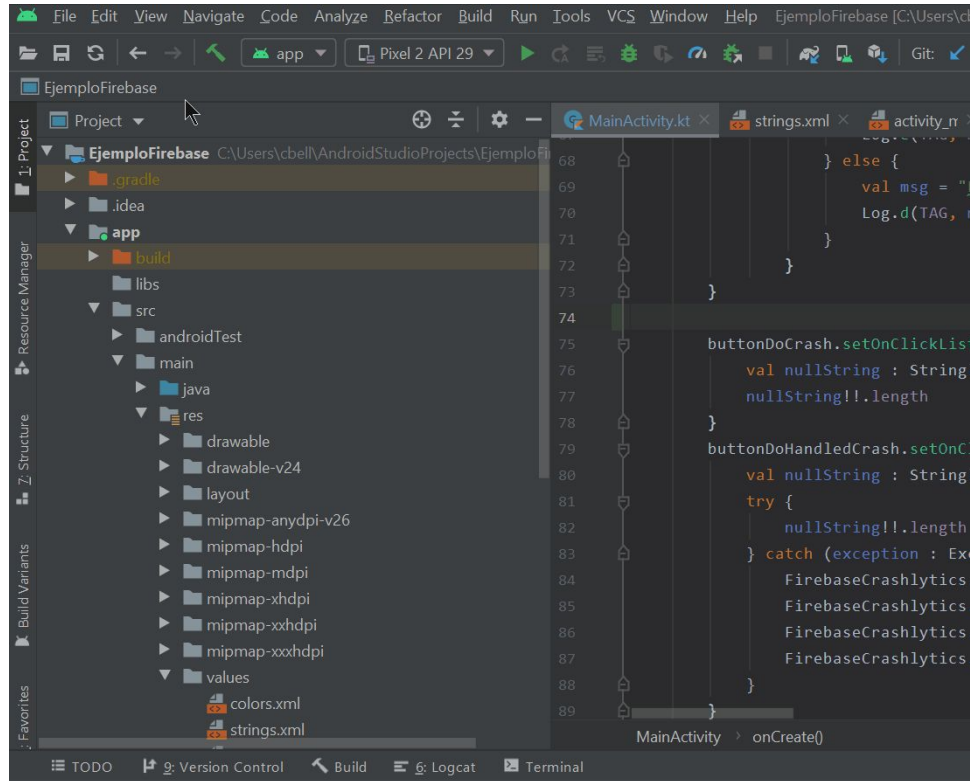 File Edit View Navigate Code Analyze Refactor Build Run Tools VCS Window Help EjemploFirebase [C:\Users\cb
app Pixel 2 API 29 Git:
EjemploFirebase
Project
MainActivity.kt strings.xml activity_m
1: Project
Resource Manager
Z: Structure
Build Variants
Favorites
EjemploFirebase C:\Users\cbell\AndroidStudioProjects\EjemploFi
.gradle
.idea
app
build
libs
src
androidTest
main
java
res
drawable
drawable-v24
layout
mipmap-anydpi-v26
mipmap-hdpi
mipmap-mdpi
mipmap-xhdpi
mipmap-xxhdpi
mipmap-xxxhdpi
values
colors.xml
strings.xml
68 } else {
69 val msg = "
70 Log.d(TAG,
71 }
72 }
73 }
74
75 buttonDoCrash.setOnClickLis
76 val nullString : String
77 nullString!!.length
78 }
79 buttonDoHandledCrash.setOnC
80 val nullString : String
81 try {
82 nullString!!.length
83 } catch (exception : Exc
84 FirebaseCrashlytics
85 FirebaseCrashlytics
86 FirebaseCrashlytics
87 FirebaseCrashlytics
88 }
89 }
MainActivity onCreate()
TODO 9: Version Control Build 6: Logcat Terminal